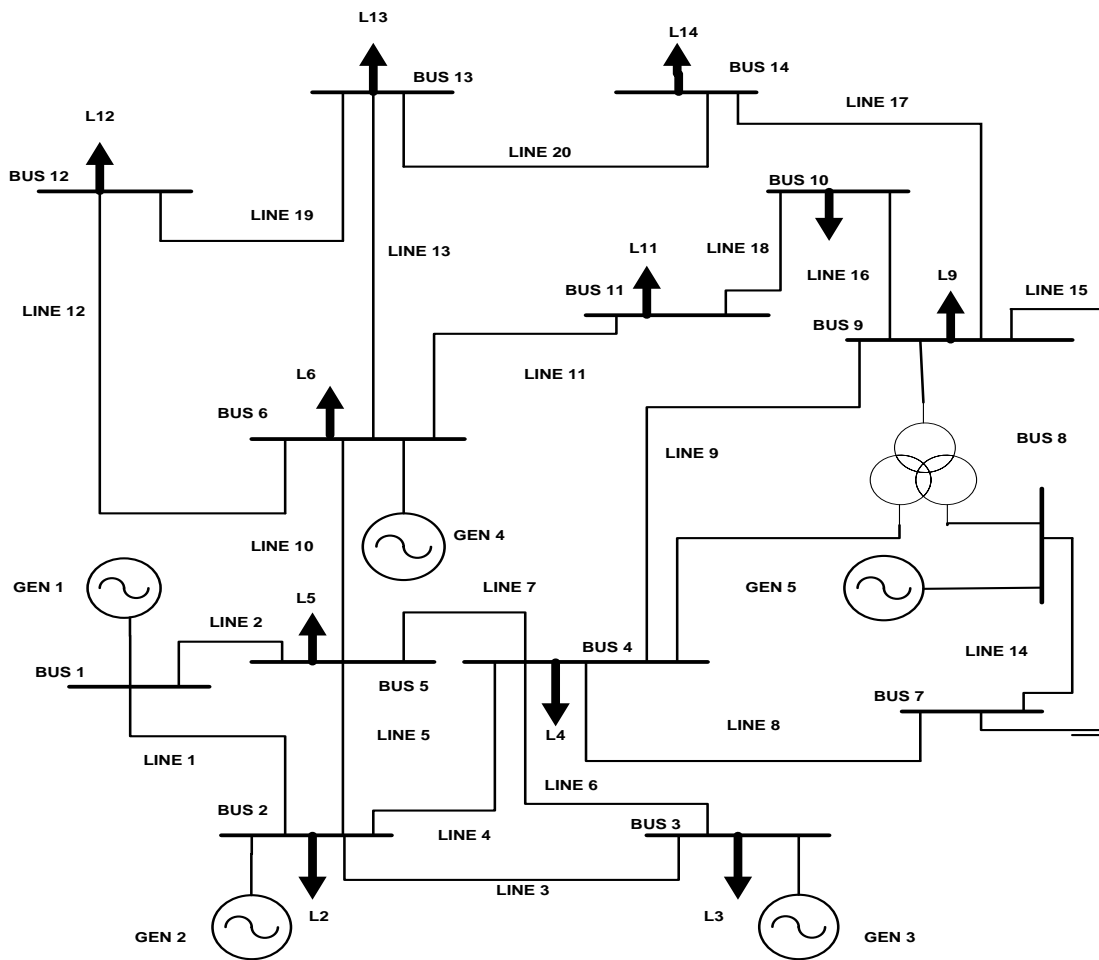 L13
L14
BUS 13
BUS 14
LINE 17
L12
LINE 20
BUS 12
BUS 10
LINE 19
LINE 13
L11
LINE 18
LINE 16
L9
LINE 15
BUS 11
LINE 12
BUS 9
L6
LINE 11
BUS 6
LINE 9
BUS 8
LINE 10
GEN 4
GEN 1
L5
LINE 7
GEN 5
LINE 2
BUS 4
LINE 14
BUS 1
BUS 5
BUS 7
LINE 5
L4
LINE 8
LINE 1
LINE 6
BUS 2
LINE 4
BUS 3
LINE 3
L2
L3
GEN 2
GEN 3